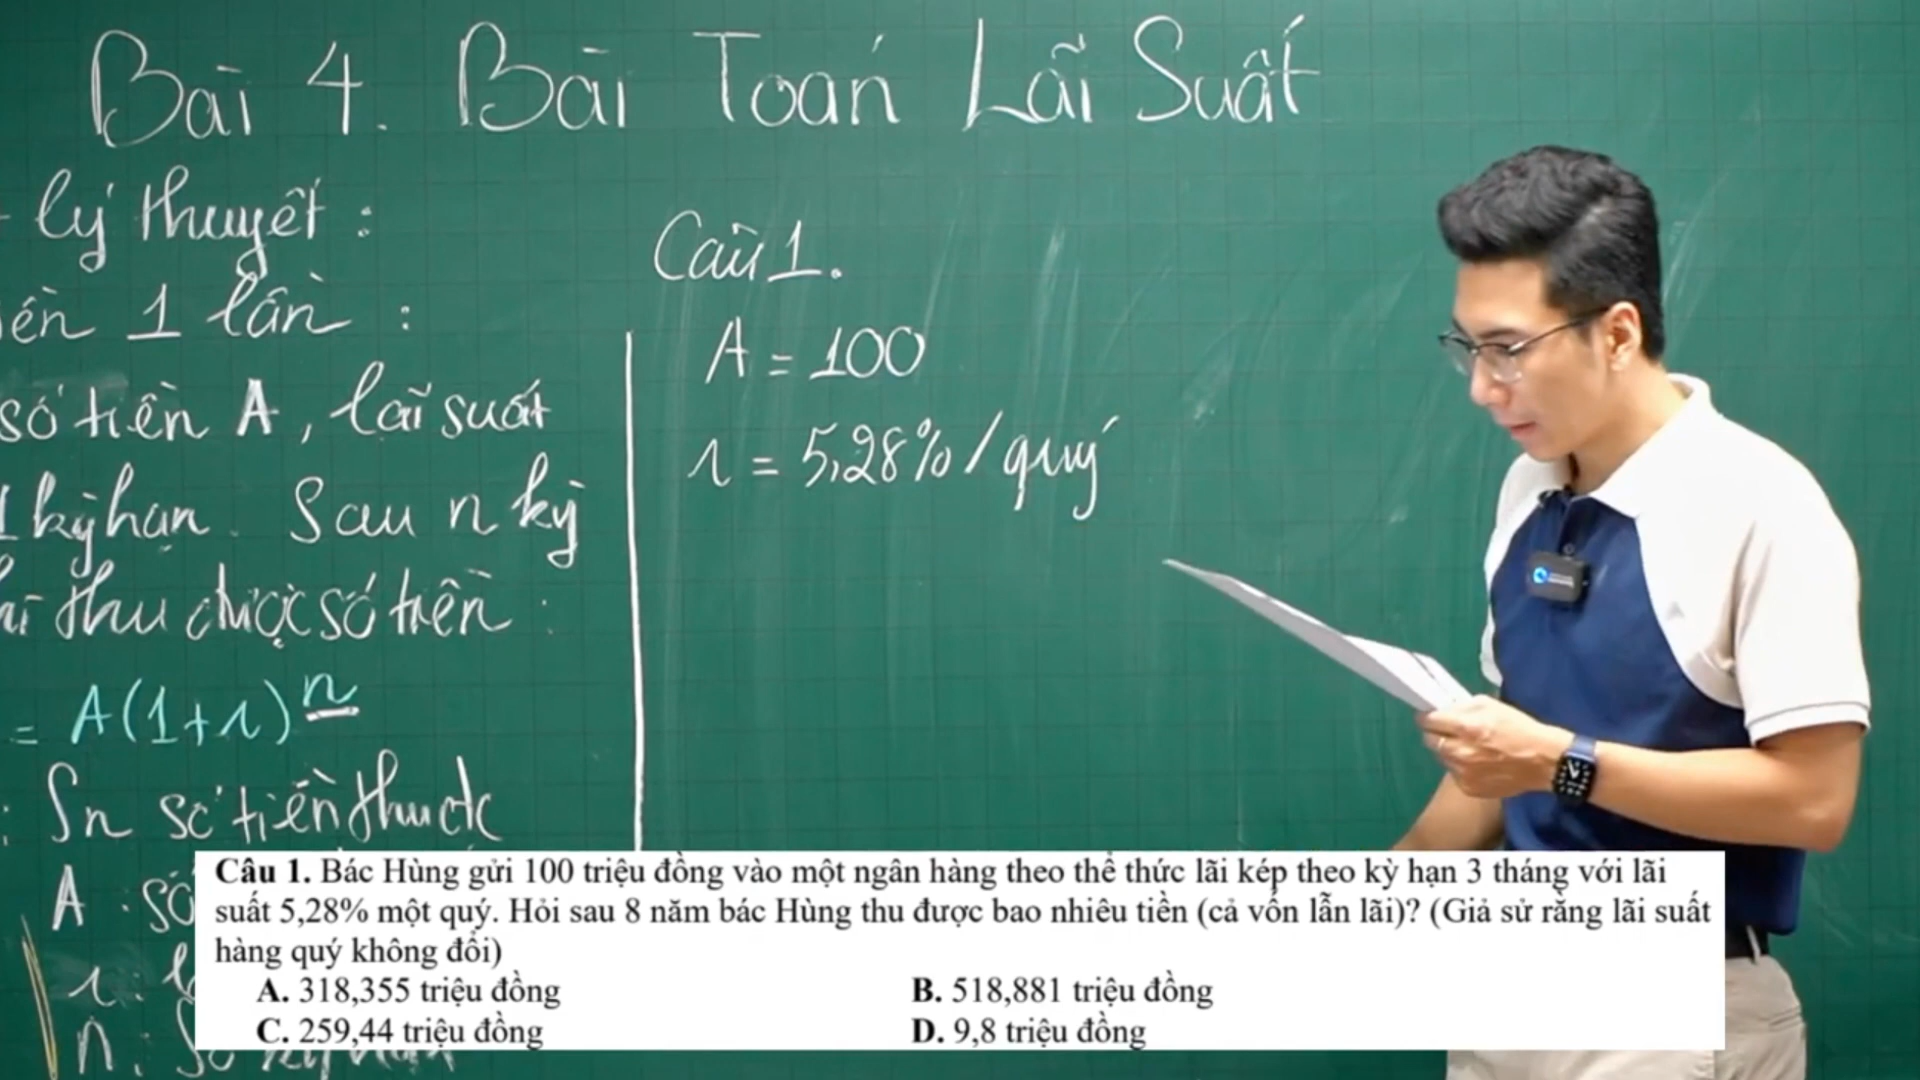 Bài 4. Bài Toán Lãi Suất
lý thuyết :
1 lần :
số tiền A, lãi suất
1 kỳ hạn. Sau n kỳ
thu được số tiền :
= A(1+r)^n
: Sn số tiền thu đc
A : số
r :
n : Số kỳ hạn
Câu 1.
A = 100
r = 5,28% / quý
Câu 1. Bác Hùng gửi 100 triệu đồng vào một ngân hàng theo thể thức lãi kép theo kỳ hạn 3 tháng với lãi
suất 5,28% một quý. Hỏi sau 8 năm bác Hùng thu được bao nhiêu tiền (cả vốn lẫn lãi)? (Giả sử rằng lãi suất
hàng quý không đổi)
A. 318,355 triệu đồng B. 518,881 triệu đồng
C. 259,44 triệu đồng D. 9,8 triệu đồng